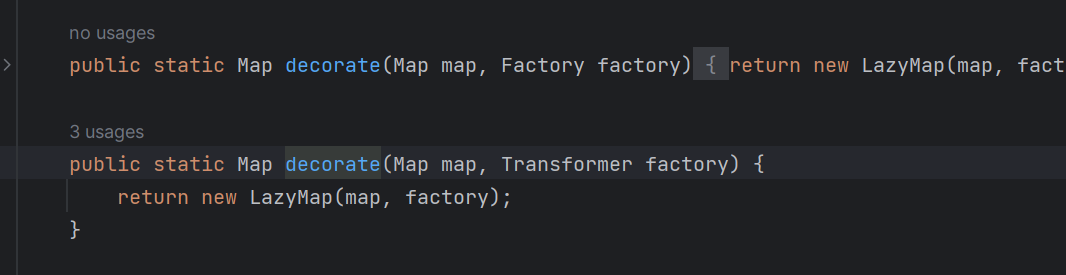 no usages
public static Map decorate(Map map, Factory factory) { return new LazyMap(map, fact
3 usages
public static Map decorate(Map map, Transformer factory) {
return new LazyMap(map, factory);
}